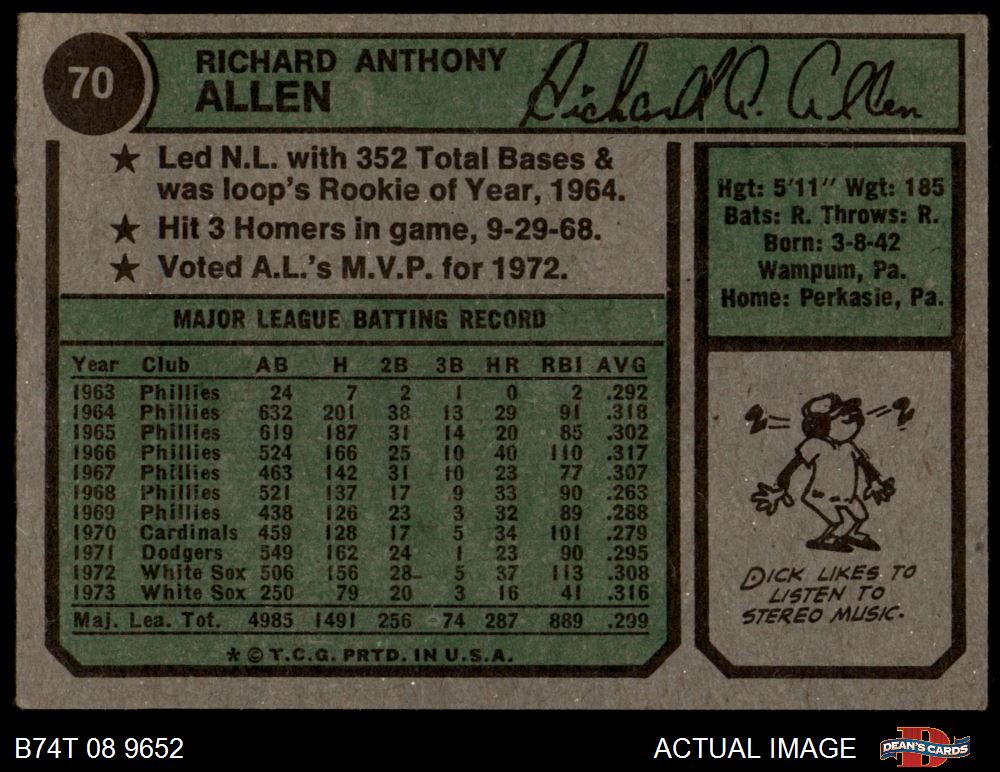 70
RICHARD ANTHONY
ALLEN
Richard A. Allen
★ Led N.L. with 352 Total Bases &
was loop's Rookie of Year, 1964.
★ Hit 3 Homers in game, 9-29-68.
★ Voted A.L.'s M.V.P. for 1972.
Hgt: 5'11" Wgt: 185
Bats: R. Throws: R.
Born: 3-8-42
Wampum, Pa.
Home: Perkasie, Pa.
MAJOR LEAGUE BATTING RECORD
Year Club AB H 2B 3B HR RBI AVG
1963 Phillies 24 7 2 1 0 2 .292
1964 Phillies 632 201 38 13 29 91 .318
1965 Phillies 619 187 31 14 20 85 .302
1966 Phillies 524 166 25 10 40 110 .317
1967 Phillies 463 142 31 10 23 77 .307
1968 Phillies 521 137 17 9 33 90 .263
1969 Phillies 438 126 23 3 32 89 .288
1970 Cardinals 459 128 17 5 34 101 .279
1971 Dodgers 549 162 24 1 23 90 .295
1972 White Sox 506 156 28 5 37 113 .308
1973 White Sox 250 79 20 3 16 41 .316
Maj. Lea. Tot. 4985 1491 256 74 287 889 .299
* © T.C.G. PRTD. IN U.S.A.
DICK LIKES TO
LISTEN TO
STEREO MUSIC.
B74T 08 9652
ACTUAL IMAGE
D
DEAN'S CARDS